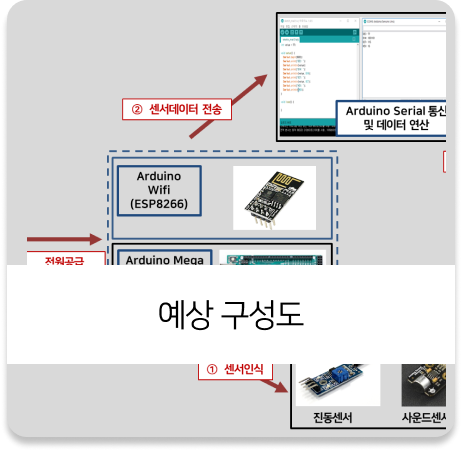 ② 센서데이터 전송
Arduino Serial 통신
및 데이터 연산
Arduino
Wifi
(ESP8266)
전원공급
Arduino Mega
예상 구성도
① 센서인식
진동센서
사운드센서